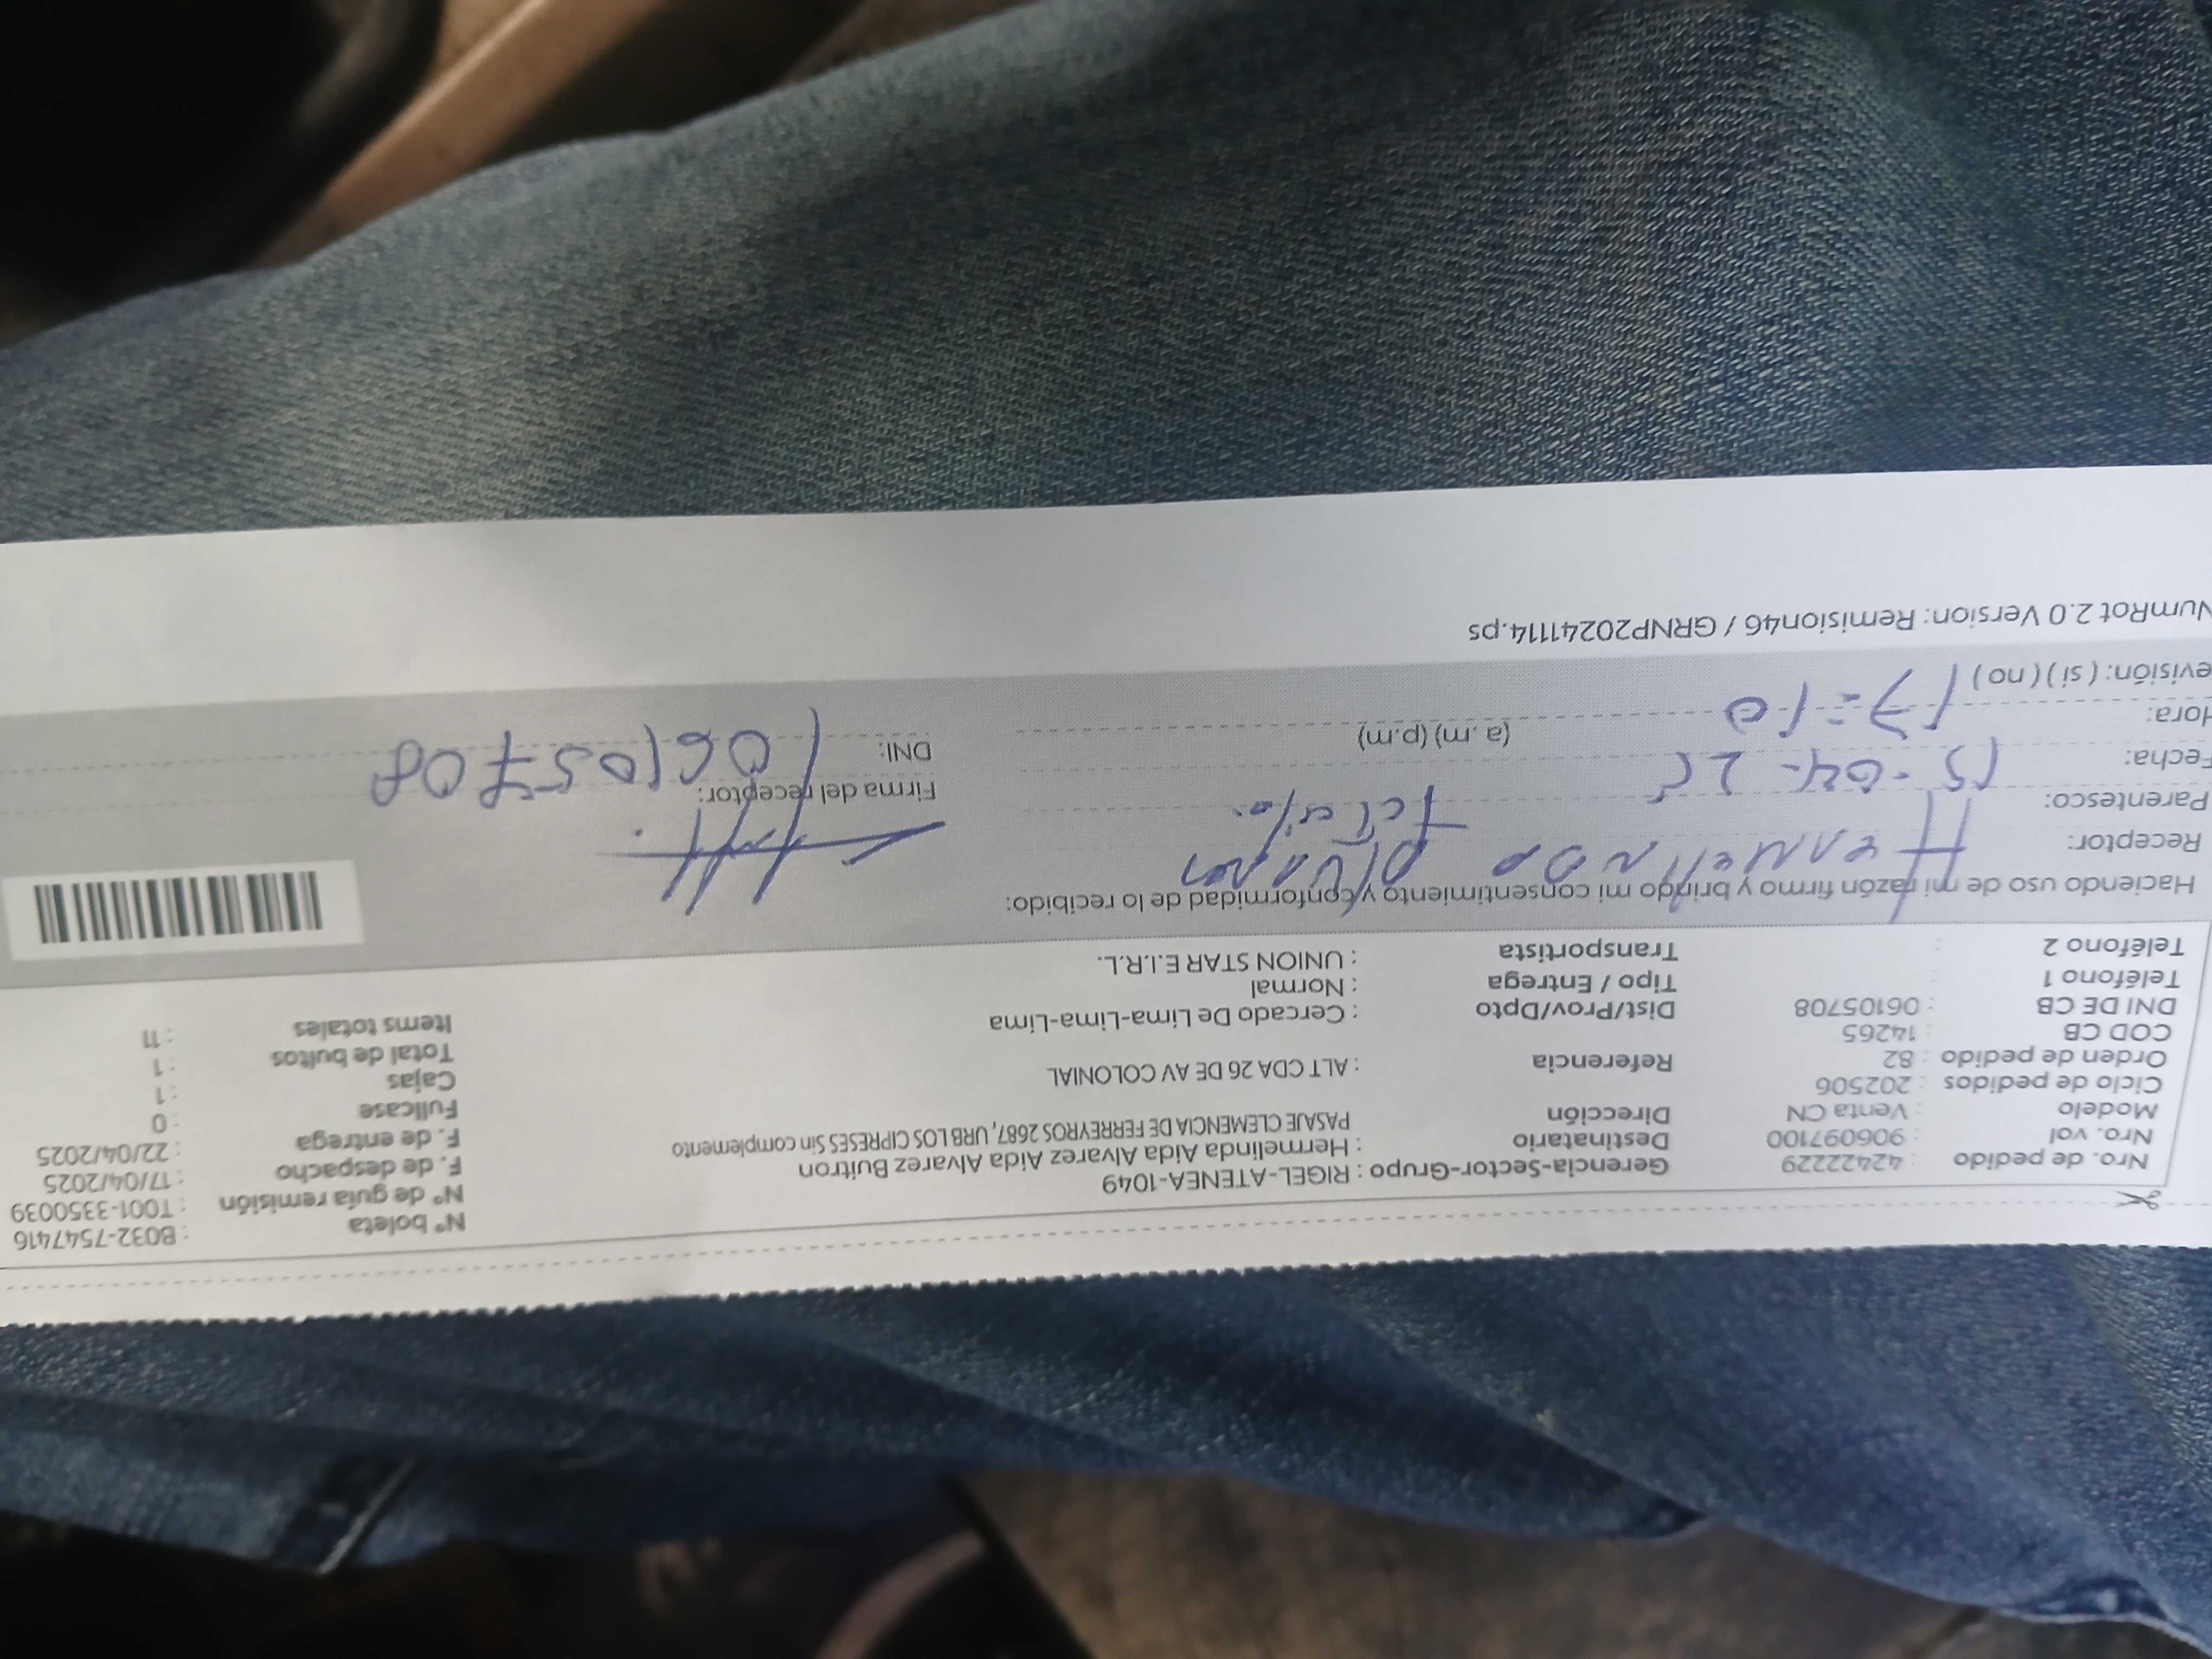 Nro. de pedido : 42422229
Nro. vol : 906097100
Modelo : Venta CN
Ciclo de pedidos : 202506
Orden de pedido : 82
COD CB : 14265
DNI DE CB : 06105708
Teléfono 1 :
Teléfono 2 :
Gerencia-Sector-Grupo : RIGEL-ATENEA-1049
Destinatario : Hermelinda Aida Alvarez Aida Alvarez Buitron
Dirección PASAJE CLEMENCIA DE FERREYROS 2687, URB LOS CIPRESES Sin complemento
Referencia : ALT CDA 26 DE AV COLONIAL
Dist/Prov/Dpto : Cercado De Lima-Lima-Lima
Tipo / Entrega : Normal
Transportista : UNION STAR E.I.R.L.
N° boleta : B032-7547416
N° de guía remisión : T001-3350039
F. de despacho : 17/04/2025
F. de entrega : 22/04/2025
Fullcase : 0
Cajas : 1
Total de bultos : 1
Items totales : 11
Haciendo uso de mi razón firmo y brindo mi consentimiento y conformidad de lo recibido:
Receptor:
Parentesco:
Fecha: 15-04-25
Hora: 17=10 (a.m) (p.m)
evisión: ( si ) ( no )
Firma del receptor:
DNI: 06105708
NumRot 2.0 Version: Remision46 / GRNP20241114.ps